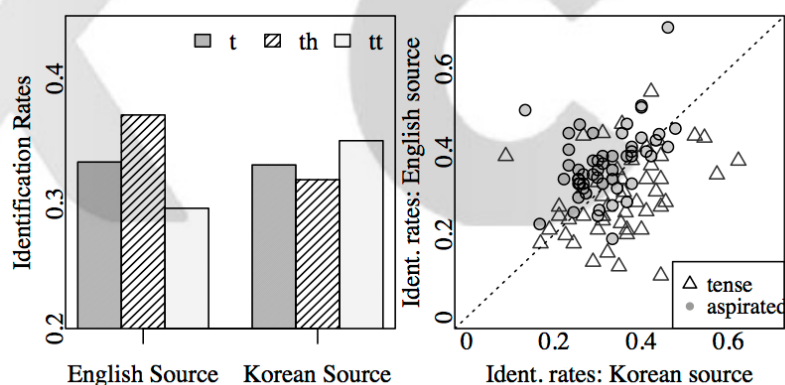 t th tt
Identification Rates
0.4
0.3
0.2
English Source Korean Source
Ident. rates: English source
0.6
0.4
0.2
0
tense
aspirated
0 0.2 0.4 0.6
Ident. rates: Korean source